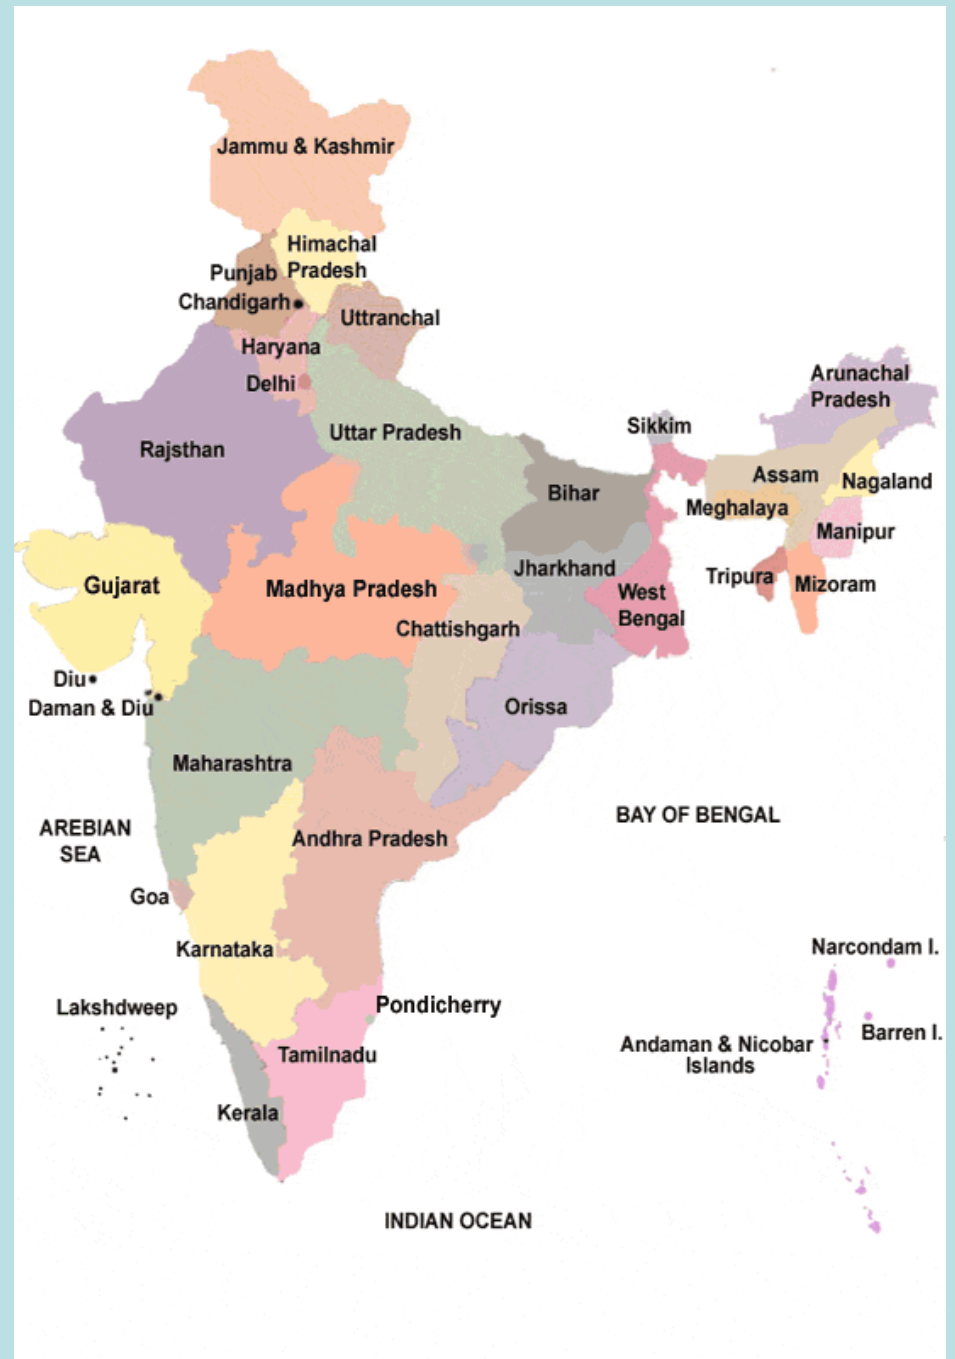 Jammu & Kashmir
Himachal
Pradesh
Punjab
Chandigarh
Uttranchal
Haryana
Delhi
Arunachal
Pradesh
Sikkim
Uttar Pradesh
Rajsthan
Assam
Nagaland
Bihar
Meghalaya
Manipur
Jharkhand
Tripura
Mizoram
Gujarat
Madhya Pradesh
West
Bengal
Chattishgarh
Diu
Daman & Diu
Orissa
Maharashtra
BAY OF BENGAL
AREBIAN
SEA
Andhra Pradesh
Goa
Karnataka
Narcondam I.
Lakshdweep
Pondicherry
Barren I.
Andaman & Nicobar
Islands
Tamilnadu
Kerala
INDIAN OCEAN